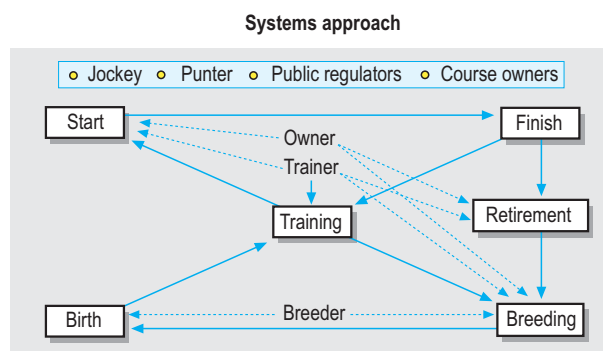 Systems approach
Jockey Punter Public regulators Course owners
Start
Finish
Owner
Trainer
Training
Retirement
Birth
Breeder
Breeding